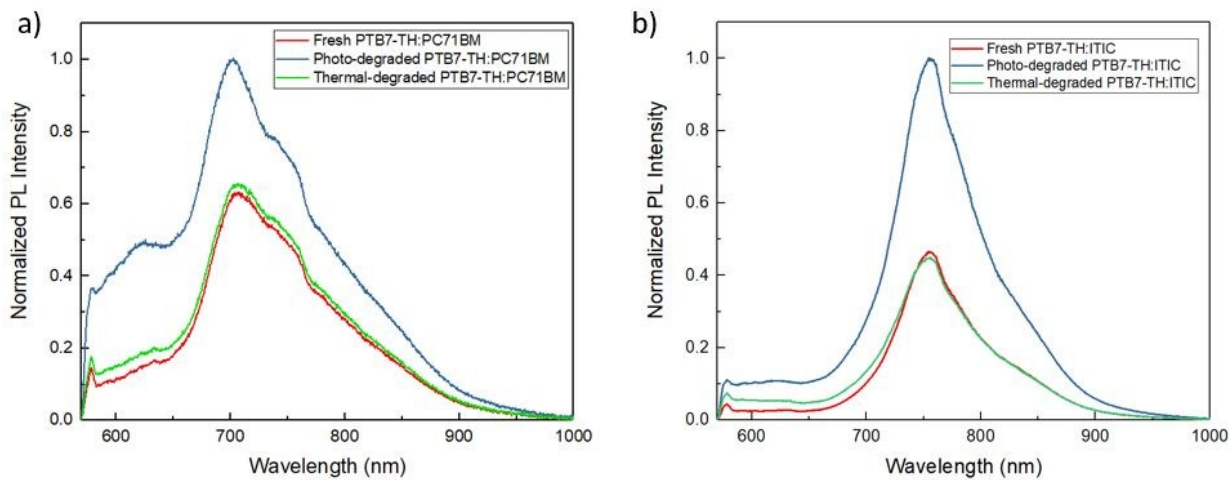 a)
Fresh PTB7-TH:PC71BM
Photo-degraded PTB7-TH:PC71BM
Thermal-degraded PTB7-TH:PC71BM
Normalized PL Intensity
1.0
0.8
0.6
0.4
0.2
0.0
600 700 800 900 1000
Wavelength (nm)
b)
Fresh PTB7-TH:ITIC
Photo-degraded PTB7-TH:ITIC
Thermal-degraded PTB7-TH:ITIC
Normalized PL Intensity
1.0
0.8
0.6
0.4
0.2
0.0
600 700 800 900 1000
Wavelength (nm)